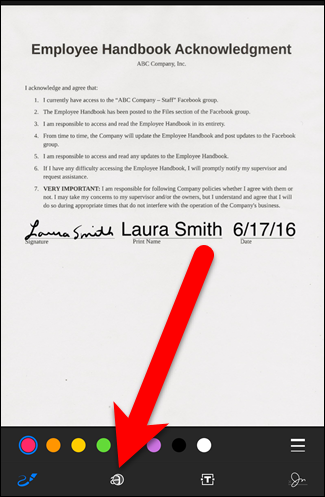 Employee Handbook Acknowledgment
ABC Company, Inc.
I acknowledge and agree that:
1. I currently have access to the "ABC Company – Staff" Facebook group.
2. The Employee Handbook has been posted to the Files section of the Facebook group.
3. I am responsible to access and read the Employee Handbook in its entirety.
4. From time to time, the Company will update the Employee Handbook and post updates to the Facebook
group.
5. I am responsible to access and read any updates to the Employee Handbook.
6. If I have any difficulty accessing the Employee Handbook, I will promptly notify my supervisor and
request assistance.
7. VERY IMPORTANT: I am responsible for following Company policies whether I agree with them or
not. I may take my concerns to my supervisor and/or the owners, but I understand and agree that I will
do so during appropriate times that do not interfere with the operation of the Company's business.
Laura Smith Laura Smith 6/17/16
Signature Print Name Date
a T